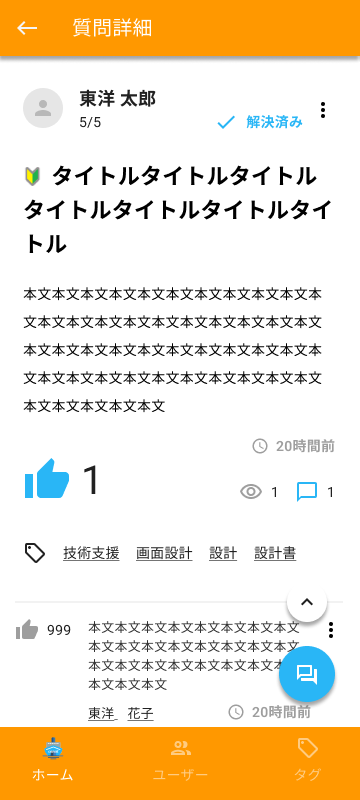 質問詳細
東洋 太郎
5/5
解決済み
タイトルタイトルタイトル
タイトルタイトルタイトルタイ
トル
本文本文本文本文本文本文本文本文本文本文本
文本文本文本文本文本文本文本文本文本文本文
本文本文本文本文本文本文本文本文本文本文本
文本文本文本文本文本文本文本文本文本文本文
本文本文本文本文本文
20時間前
1
1
1
技術支援 画面設計 設計 設計書
999
本文本文本文本文本文本文本文本文
本文本文本文本文本文本文本文本文
本文本文本文本文本文本文本文
本文本文本文
東洋 花子
20時間前
ホーム
ユーザー
タグ